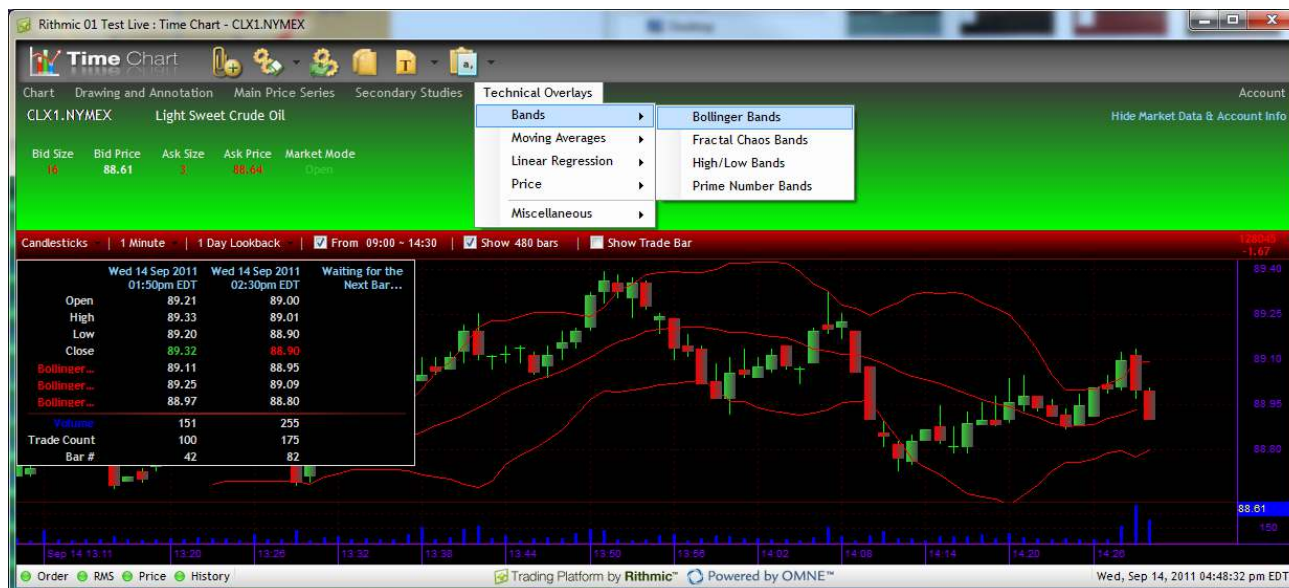 Rithmic 01 Test Live : Time Chart - CLX1.NYMEX
Time Chart
Chart Drawing and Annotation Main Price Series Secondary Studies Technical Overlays Account
CLX1.NYMEX Light Sweet Crude Oil Hide Market Data & Account Info
Bid Size Bid Price Ask Size Ask Price Market Mode
16 88.61 3 88.64 Open
Bands
Moving Averages
Linear Regression
Price
Miscellaneous
Bollinger Bands
Fractal Chaos Bands
High/Low Bands
Prime Number Bands
Candlesticks | 1 Minute | 1 Day Lookback | From 09:00 ~ 14:30 | Show 480 bars | Show Trade Bar
-1.67
Wed 14 Sep 2011 Wed 14 Sep 2011 Waiting for the
01:50pm EDT 02:30pm EDT Next Bar...
Open 89.21 89.00
High 89.33 89.01
Low 89.20 88.90
Close 89.32 88.90
Bollinger... 89.11 88.95
Bollinger... 89.25 89.09
Bollinger... 88.97 88.80
Volume 151 255
Trade Count 100 175
Bar # 42 82
89.40
89.25
89.10
88.95
88.80
88.61
150
Sep 14 13:11 13:20 13:26 13:32 13:38 13:44 13:50 13:56 14:02 14:08 14:14 14:20 14:26
Order RMS Price History Trading Platform by Rithmic™ Powered by OMNE™ Wed, Sep 14, 2011 04:48:32 pm EDT